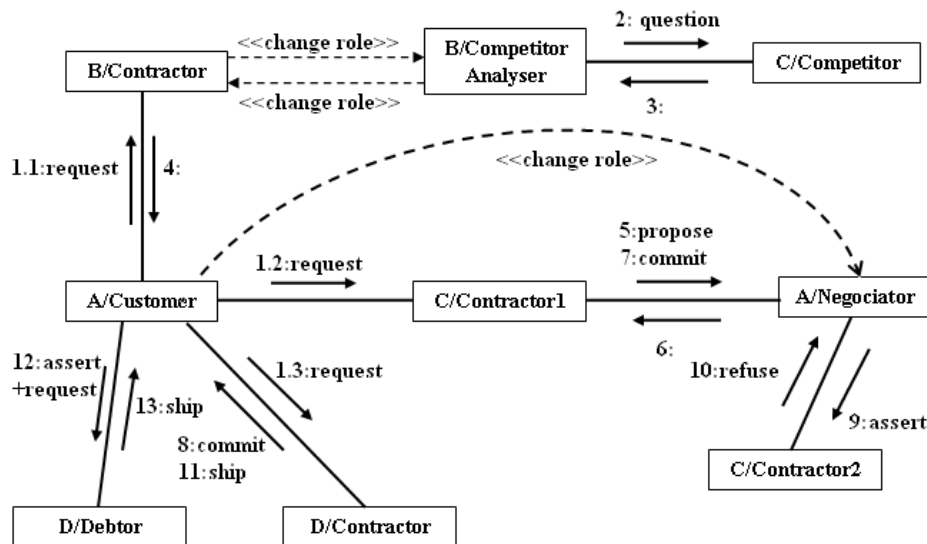 <<change role>>
2: question
B/Contractor
B/Competitor
Analyser
C/Competitor
<<change role>>
3:
<<change role>>
1.1:request
4:
5:propose
7:commit
1.2:request
A/Customer
C/Contractor1
A/Negociator
6:
12:assert
+request
1.3:request
10:refuse
13:ship
9:assert
8:commit
11:ship
C/Contractor2
D/Debtor
D/Contractor